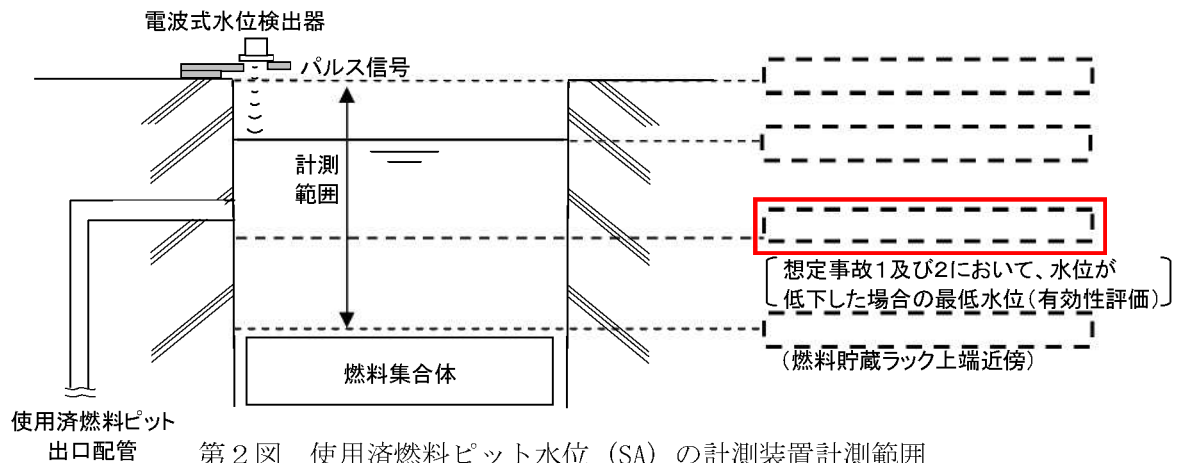 電波式水位検出器
パルス信号
計測
範囲
想定事故1及び2において、水位が
低下した場合の最低水位(有効性評価)
(燃料貯蔵ラック上端近傍)
燃料集合体
使用済燃料ピット
出口配管
第2図 使用済燃料ピット水位(SA)の計測装置計測範囲